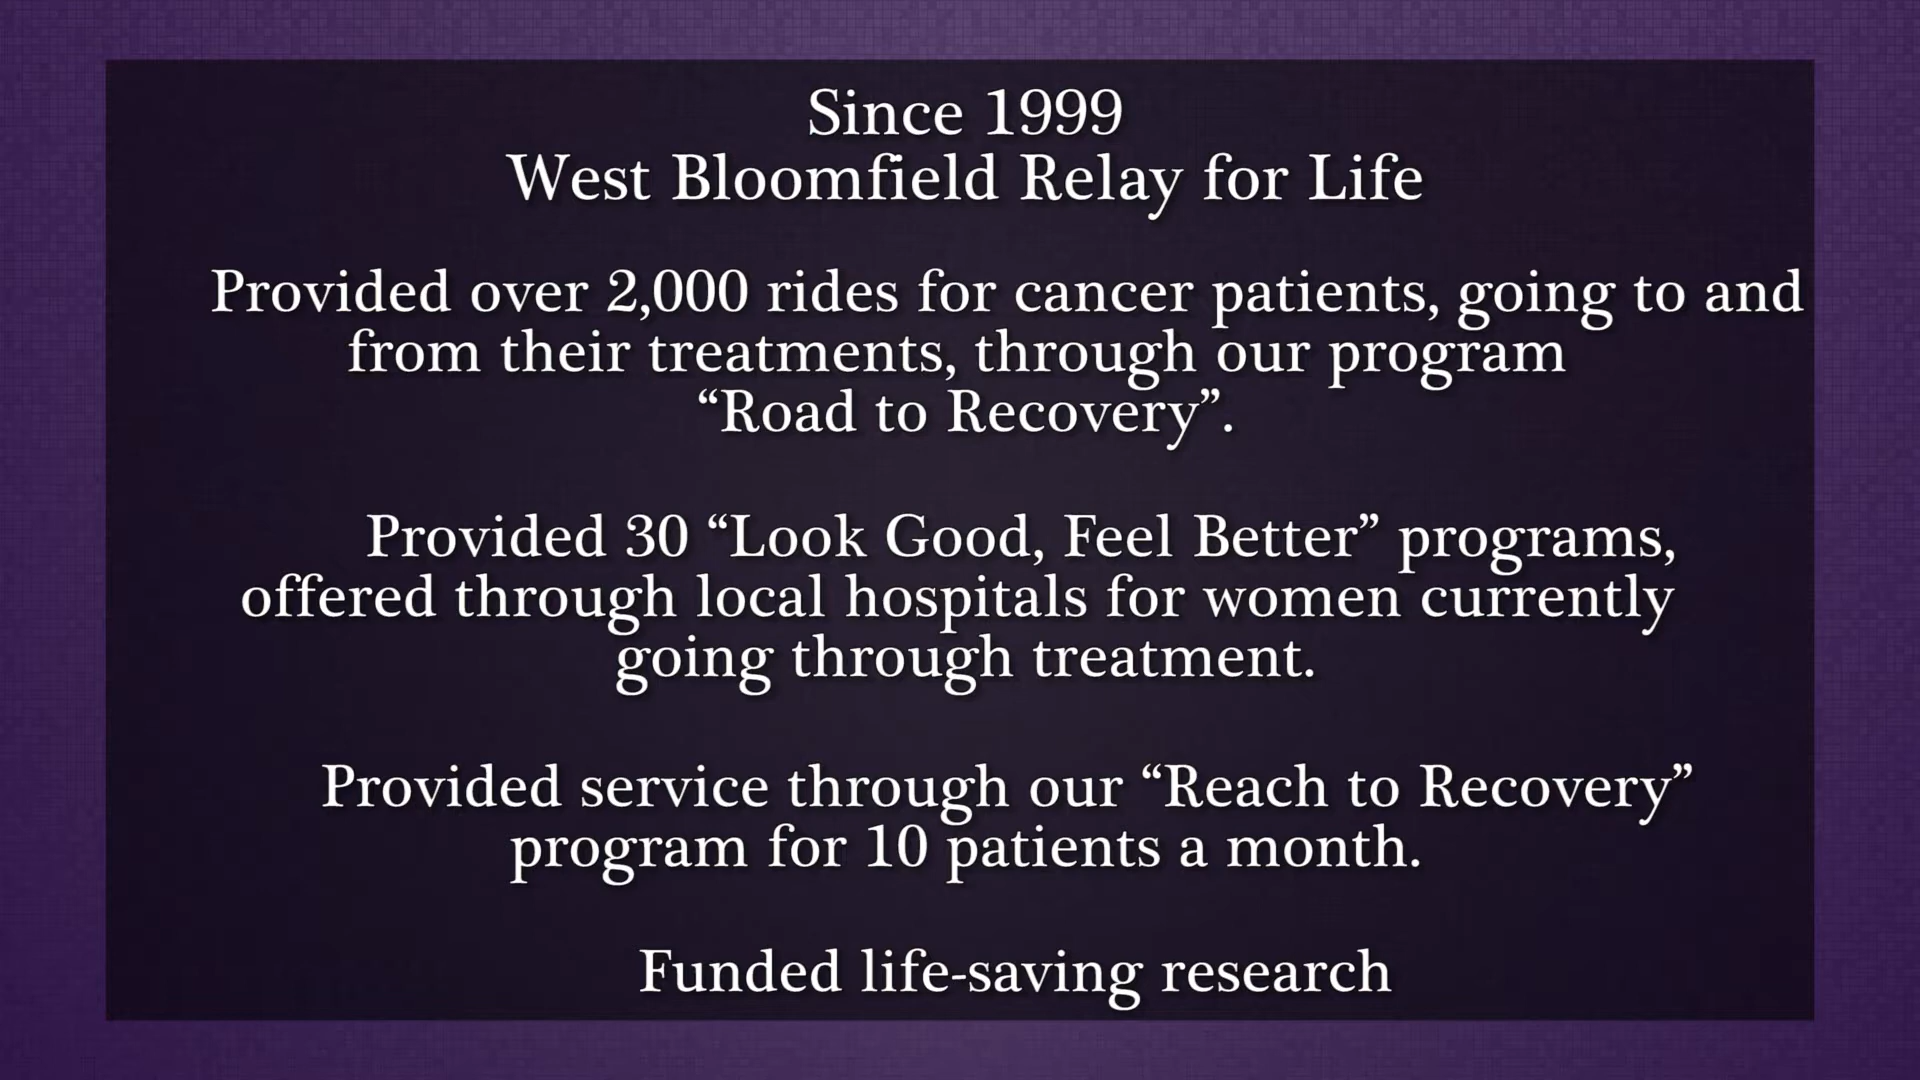 Since 1999
West Bloomfield Relay for Life
Provided over 2,000 rides for cancer patients, going to and
from their treatments, through our program
“Road to Recovery”.
Provided 30 “Look Good, Feel Better” programs,
offered through local hospitals for women currently
going through treatment.
Provided service through our “Reach to Recovery”
program for 10 patients a month.
Funded life-saving research